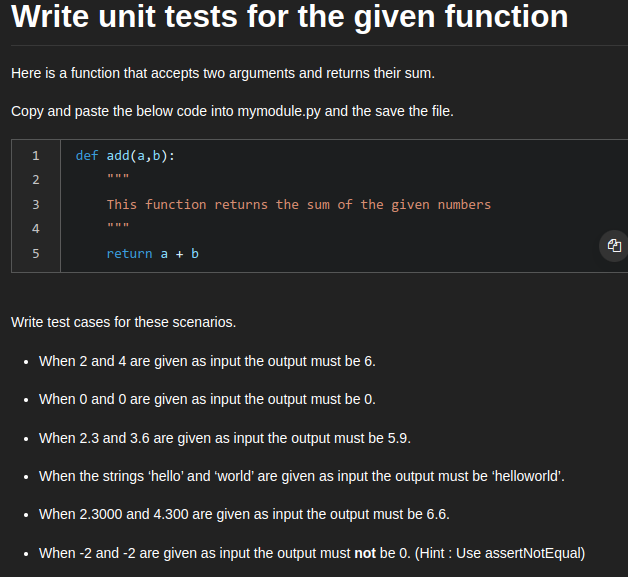 Write unit tests for the given function
Here is a function that accepts two arguments and returns their sum.
Copy and paste the below code into mymodule.py and the save the file.
1 def add(a,b):
2 """
3 This function returns the sum of the given numbers
4 """
5 return a + b
Write test cases for these scenarios.
• When 2 and 4 are given as input the output must be 6.
• When 0 and 0 are given as input the output must be 0.
• When 2.3 and 3.6 are given as input the output must be 5.9.
• When the strings ‘hello’ and ‘world’ are given as input the output must be ‘helloworld’.
• When 2.3000 and 4.300 are given as input the output must be 6.6.
• When -2 and -2 are given as input the output must not be 0. (Hint : Use assertNotEqual)